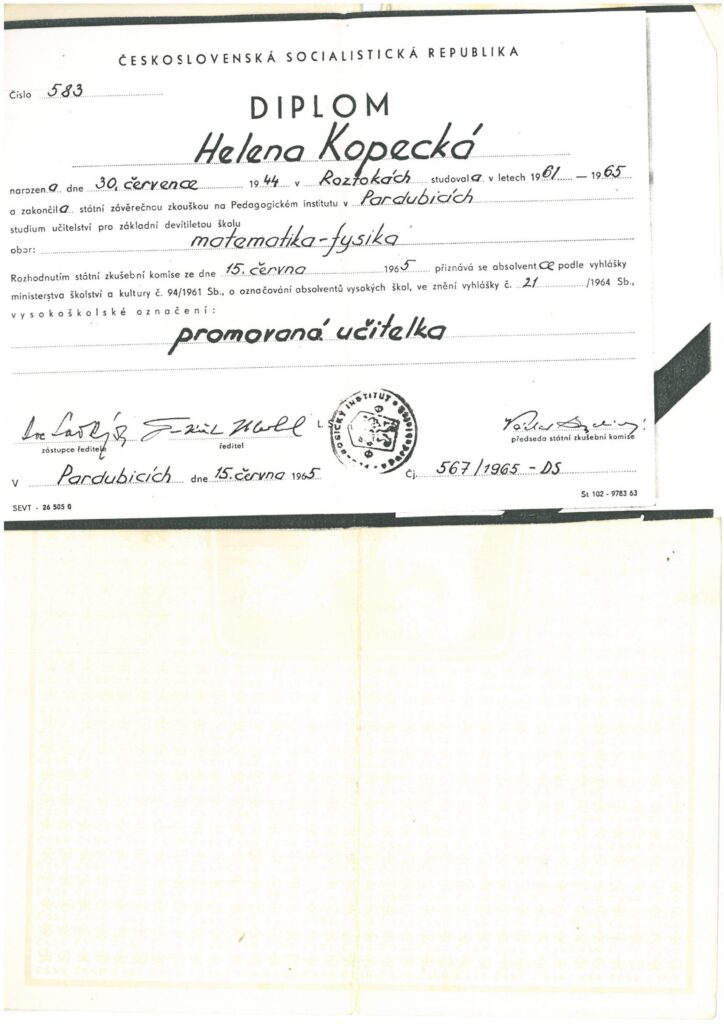 ČESKOSLOVENSKÁ SOCIALISTICKÁ REPUBLIKA
Číslo 583
DIPLOM
Helena Kopecká
narozena dne 30. července 1944 v Roztokách studovala v letech 1961 — 1965
a zakončila státní závěrečnou zkouškou na Pedagogickém institutu v Pardubicích
studium učitelství pro základní devítiletou školu
obor: matematika-fysika
Rozhodnutím státní zkušební komise ze dne 15. června 1965 přiznává se absolventce podle vyhlášky
ministerstva školství a kultury č. 94/1961 Sb., o označování absolventů vysokých škol, ve znění vyhlášky č. 21 /1964 Sb.,
vysokoškolské označení:
promovaná učitelka
L.
zástupce ředitele ředitel předseda státní zkušební komise
V Pardubicích dne 15. června 1965 Čj. 567/1965 - DS
SEVT - 26 505 0 St 102 - 9783 63